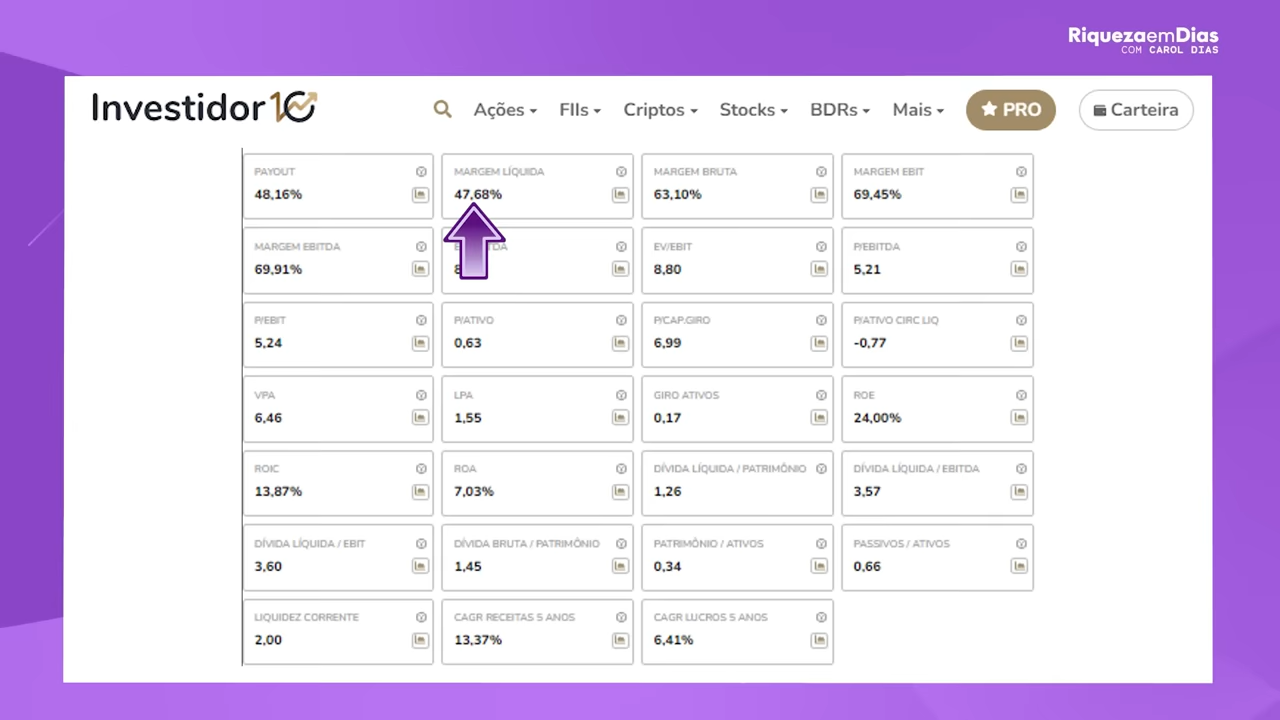 RiquezaemDias
COM CAROL DIAS
Investidor10
Ações
FIIs
Criptos
Stocks
BDRs
Mais
PRO
Carteira
PAYOUT
48,16%
MARGEM LÍQUIDA
47,68%
MARGEM BRUTA
63,10%
MARGEM EBIT
69,45%
MARGEM EBITDA
69,91%
EV/EBIT
8,80
P/EBITDA
5,21
P/EBIT
5,24
P/ATIVO
0,63
P/CAP.GIRO
6,99
P/ATIVO CIRC LIQ
-0,77
VPA
6,46
LPA
1,55
GIRO ATIVOS
0,17
ROE
24,00%
ROIC
13,87%
ROA
7,03%
DÍVIDA LÍQUIDA / PATRIMÔNIO
1,26
DÍVIDA LÍQUIDA / EBITDA
3,57
DÍVIDA LÍQUIDA / EBIT
3,60
DÍVIDA BRUTA / PATRIMÔNIO
1,45
PATRIMÔNIO / ATIVOS
0,34
PASSIVOS / ATIVOS
0,66
LIQUIDEZ CORRENTE
2,00
CAGR RECEITAS 5 ANOS
13,37%
CAGR LUCROS 5 ANOS
6,41%